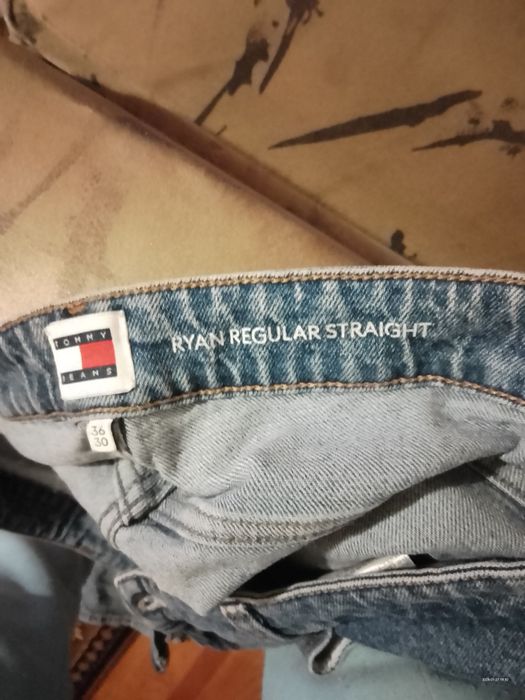 TOMMY
JEANS
RYAN REGULAR STRAIGHT
36
30